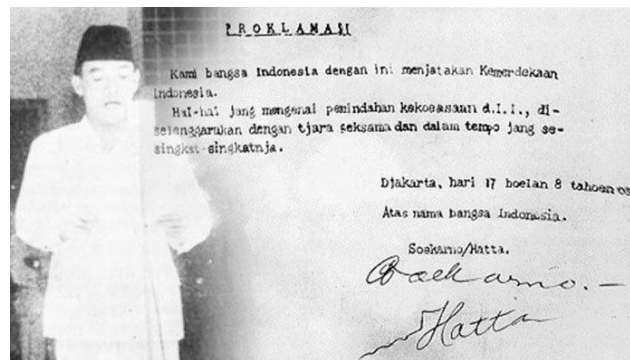 PROKLAMASI
Kami bangsa Indonesia dengan ini menjatakan Kemerdekaan
Indonesia.
Hal-hal jang mengenai pemindahan kekoeasaan d.l.l., di-
selenggarakan dengan tjara seksama dan dalam tempo jang se-
singkat-singkatnja.
Djakarta, hari 17 boelan 8 tahoen 05
Atas nama bangsa Indonesia.
Soekarno/Hatta.
Soekarno.—
Hatta